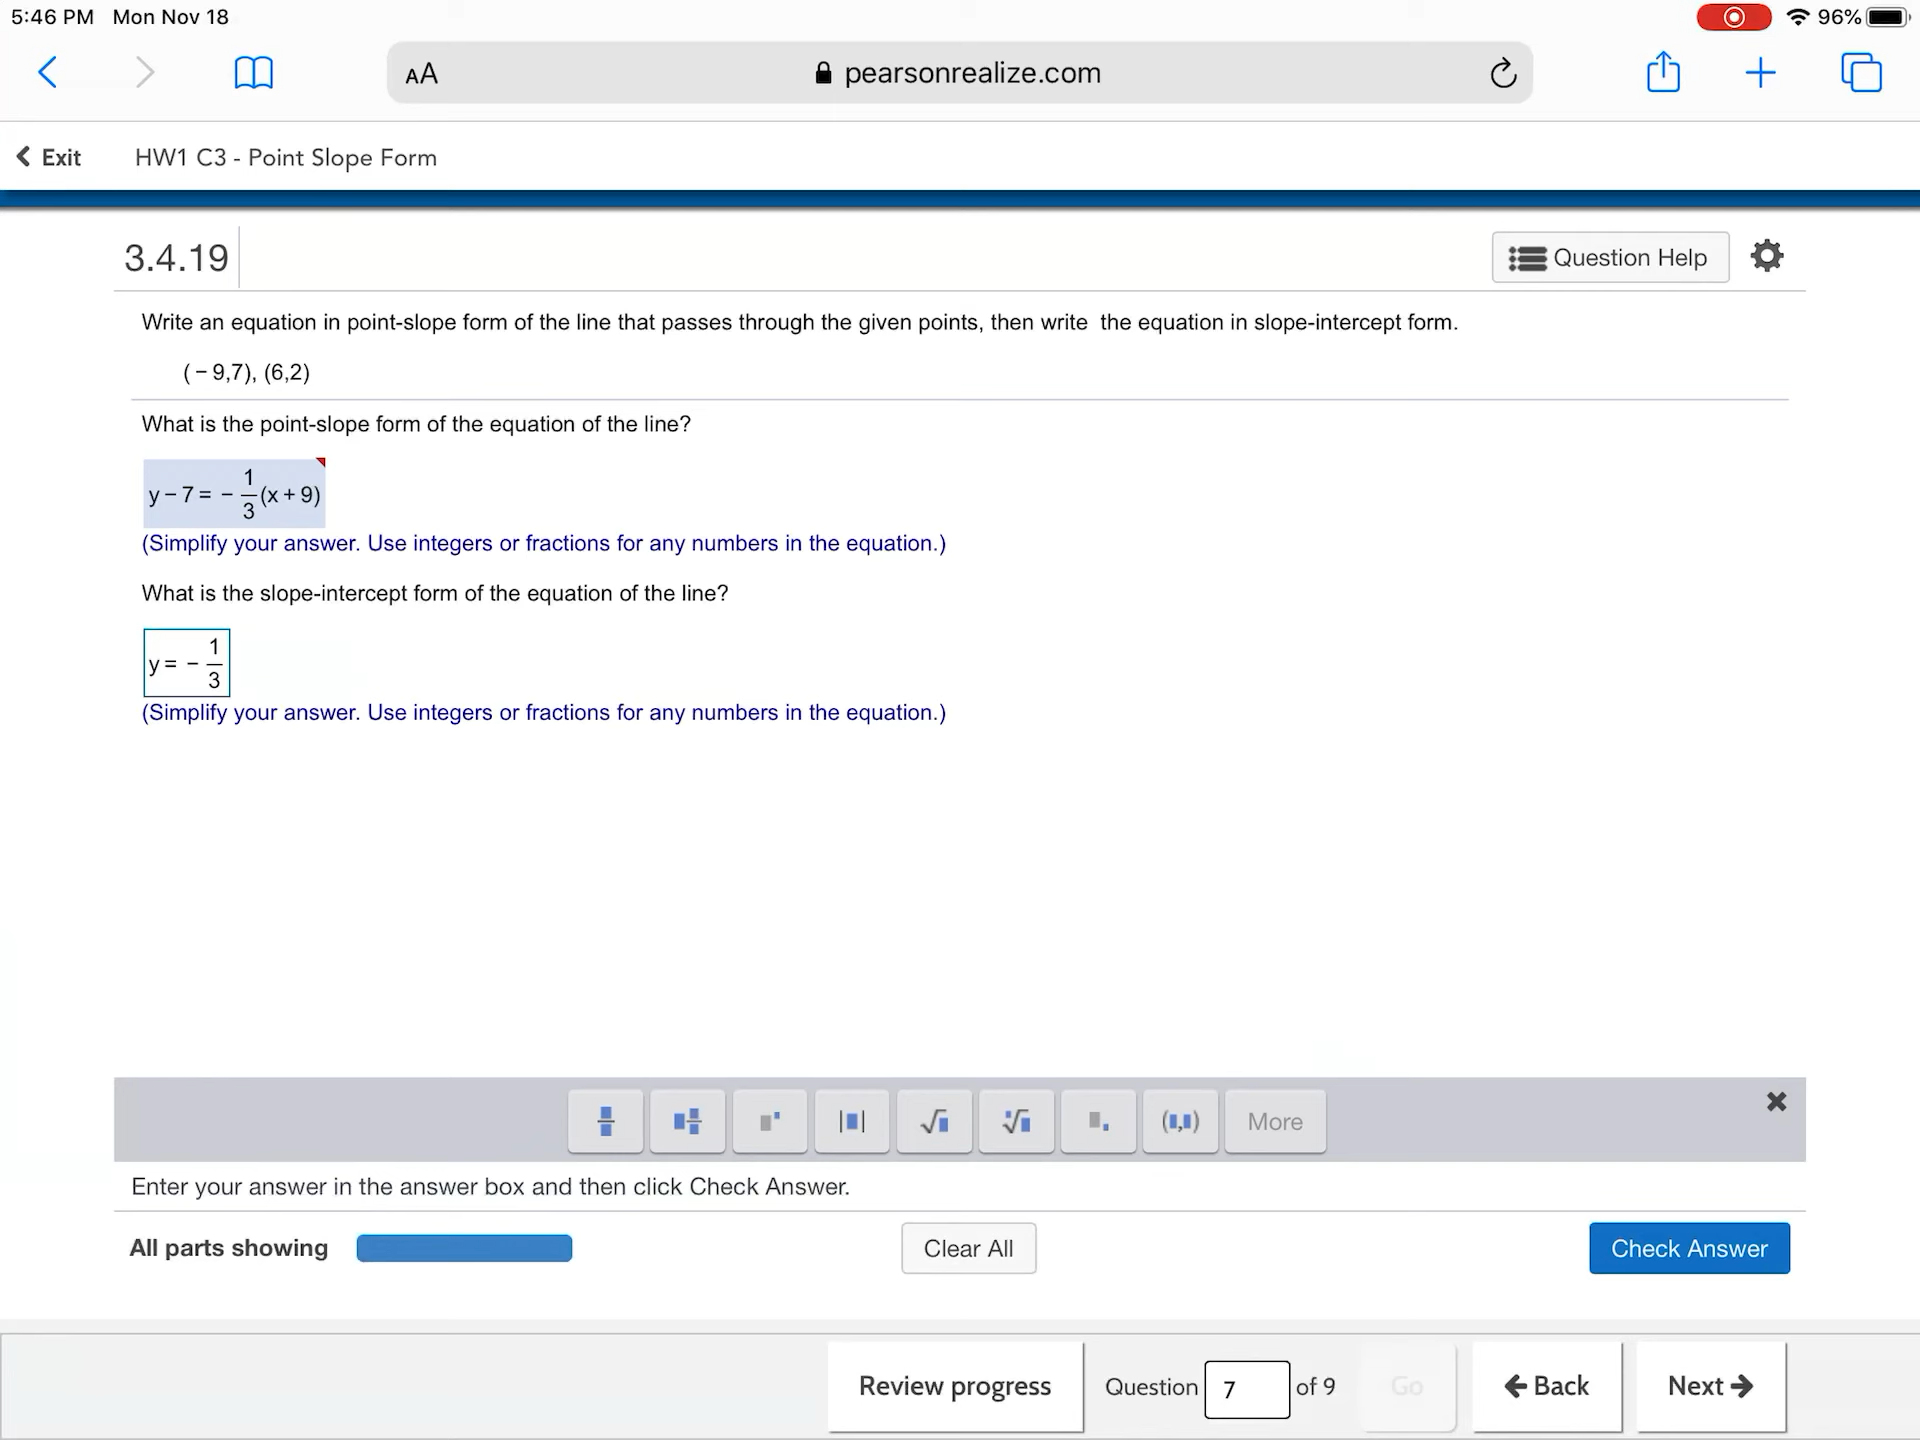 5:46 PM Mon Nov 18
96%
AA
pearsonrealize.com
Exit
HW1 C3 - Point Slope Form
3.4.19
Question Help
Write an equation in point-slope form of the line that passes through the given points, then write the equation in slope-intercept form.
(−9,7), (6,2)
What is the point-slope form of the equation of the line?
y−7= −1/3(x+9)
(Simplify your answer. Use integers or fractions for any numbers in the equation.)
What is the slope-intercept form of the equation of the line?
y= −1/3
(Simplify your answer. Use integers or fractions for any numbers in the equation.)
More
Enter your answer in the answer box and then click Check Answer.
All parts showing
Clear All
Check Answer
Review progress
Question 7 of 9
Go
Back
Next